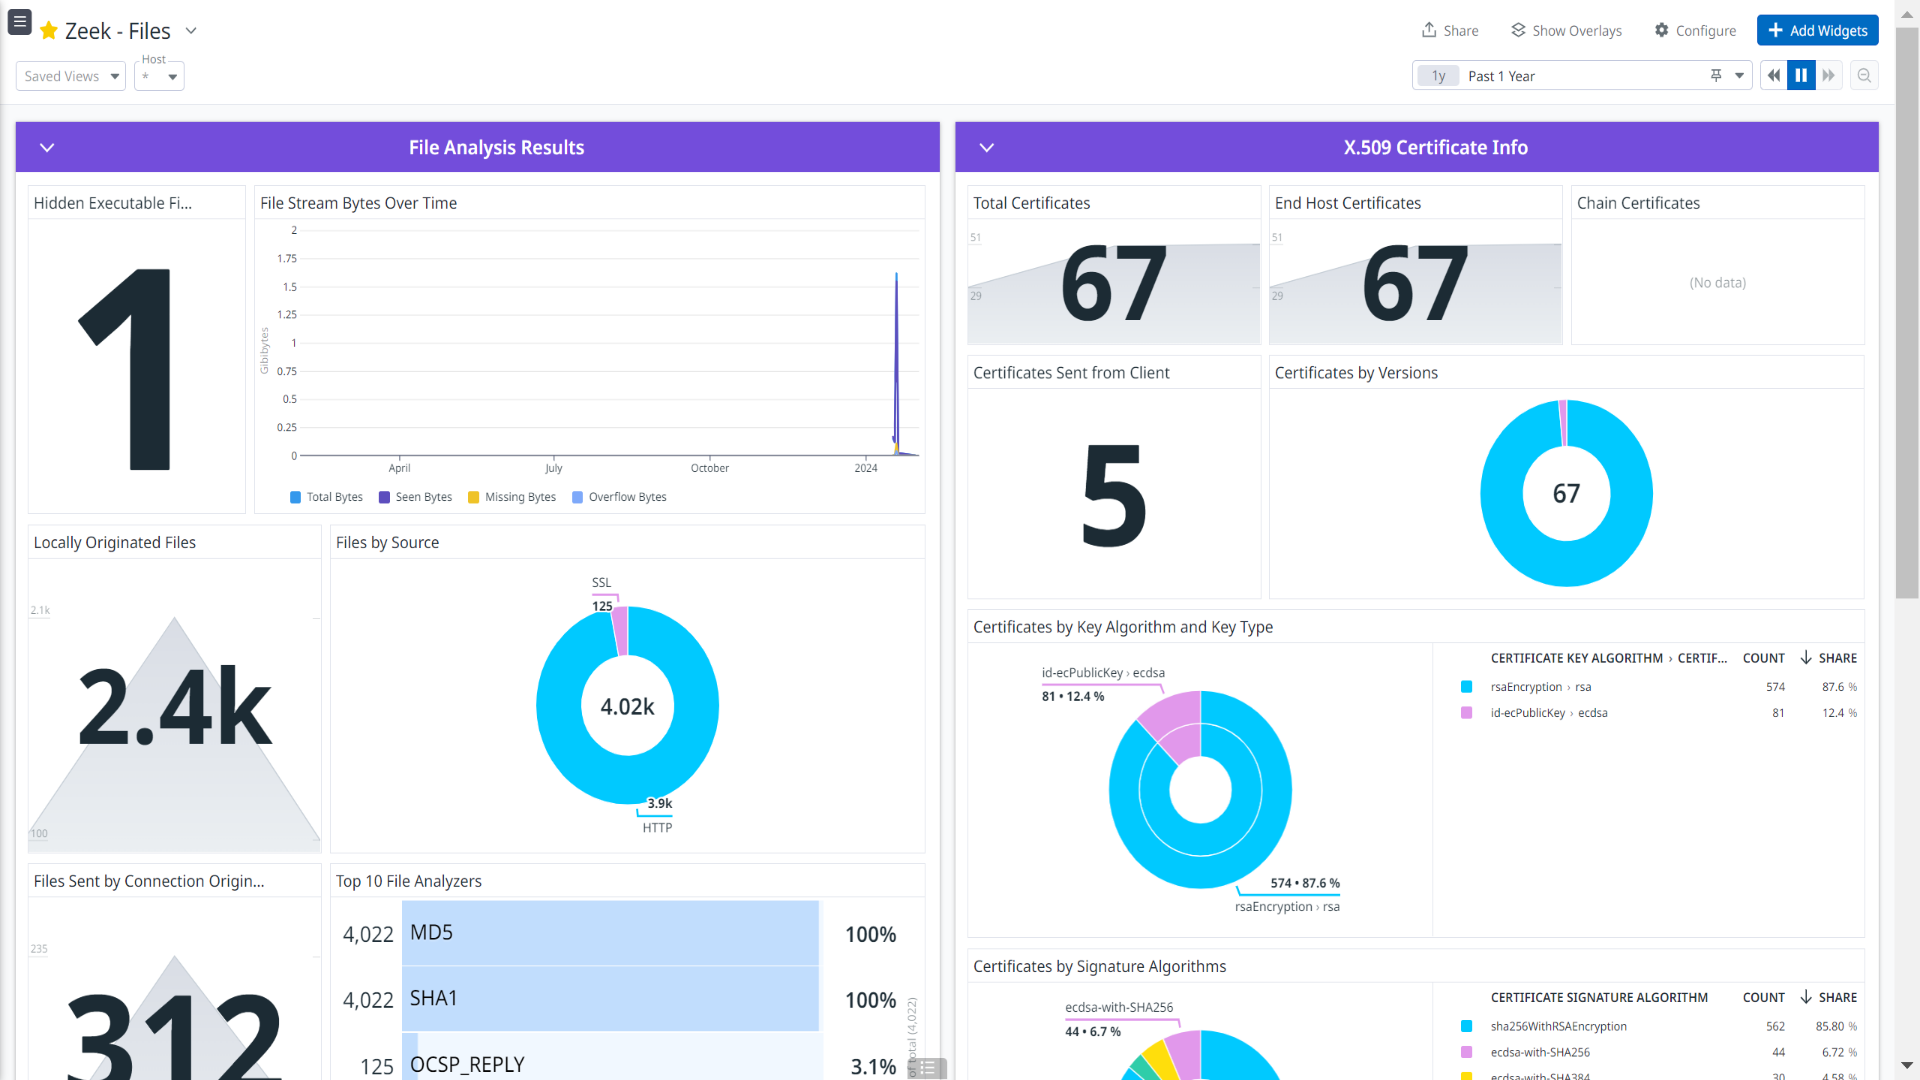 Zeek - Files
Share
Show Overlays
Configure
Add Widgets
Saved Views
Host
*
1y
Past 1 Year
File Analysis Results
Hidden Executable Fi...
1
File Stream Bytes Over Time
2
1.75
1.5
1.25
1
0.75
0.5
0.25
0
Gibibytes
April
July
October
2024
Total Bytes
Seen Bytes
Missing Bytes
Overflow Bytes
Locally Originated Files
2.1k
2.4k
100
Files by Source
SSL
125
4.02k
3.9k
HTTP
Files Sent by Connection Origin...
235
312
Top 10 File Analyzers
4,022 MD5 100%
4,022 SHA1 100%
125 OCSP_REPLY 3.1%
of total (4,022)
X.509 Certificate Info
Total Certificates
51
67
29
End Host Certificates
51
67
29
Chain Certificates
(No data)
Certificates Sent from Client
5
Certificates by Versions
67
Certificates by Key Algorithm and Key Type
id-ecPublicKey › ecdsa
81 • 12.4 %
574 • 87.6 %
rsaEncryption › rsa
CERTIFICATE KEY ALGORITHM › CERTIF... COUNT SHARE
rsaEncryption › rsa 574 87.6 %
id-ecPublicKey › ecdsa 81 12.4 %
Certificates by Signature Algorithms
ecdsa-with-SHA256
44 • 6.7 %
CERTIFICATE SIGNATURE ALGORITHM COUNT SHARE
sha256WithRSAEncryption 562 85.80 %
ecdsa-with-SHA256 44 6.72 %
ecdsa-with-SHA384 30 4.58 %